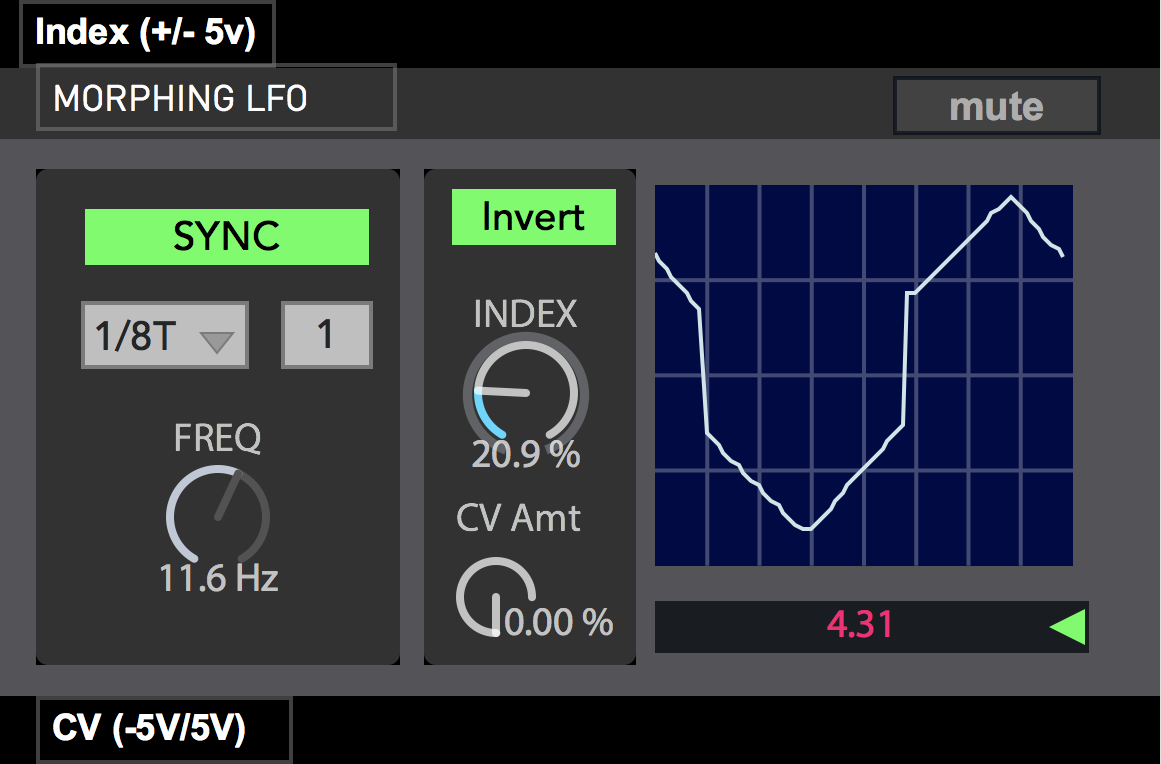 Index (+/- 5v)
MORPHING LFO
mute
SYNC
1/8T
1
FREQ
11.6 Hz
Invert
INDEX
20.9 %
CV Amt
0.00 %
4.31
CV (-5V/5V)